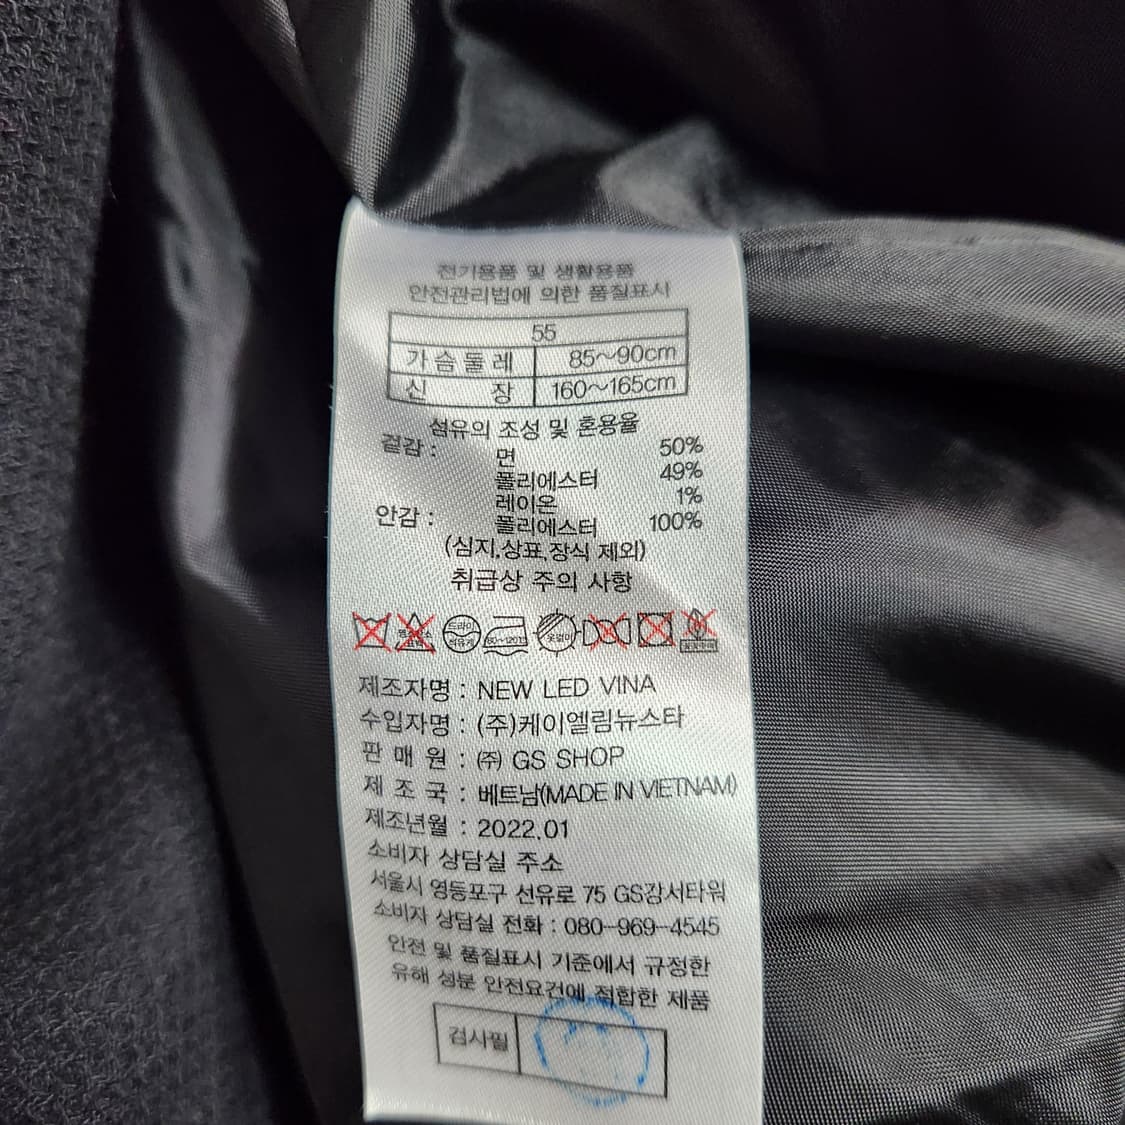 전기용품 및 생활용품
안전관리법에 의한 품질표시
55
가슴둘레 85~90cm
신 장 160~165cm
섬유의 조성 및 혼용율
겉감 : 면 50%
폴리에스터 49%
레이온 1%
안감 : 폴리에스터 100%
(심지.상표.장식 제외)
취급상 주의 사항
드라이 80~120℃ 옷걸이
제조자명 : NEW LED VINA
수입자명 : (주)케이엘림뉴스타
판 매 원 : ㈜ GS SHOP
제 조 국 : 베트남(MADE IN VIETNAM)
제조년월 : 2022.01
소비자 상담실 주소
서울시 영등포구 선유로 75 GS강서타워
소비자 상담실 전화 : 080-969-4545
안전 및 품질표시 기준에서 규정한
유해 성분 안전요건에 적합한 제품
검사필